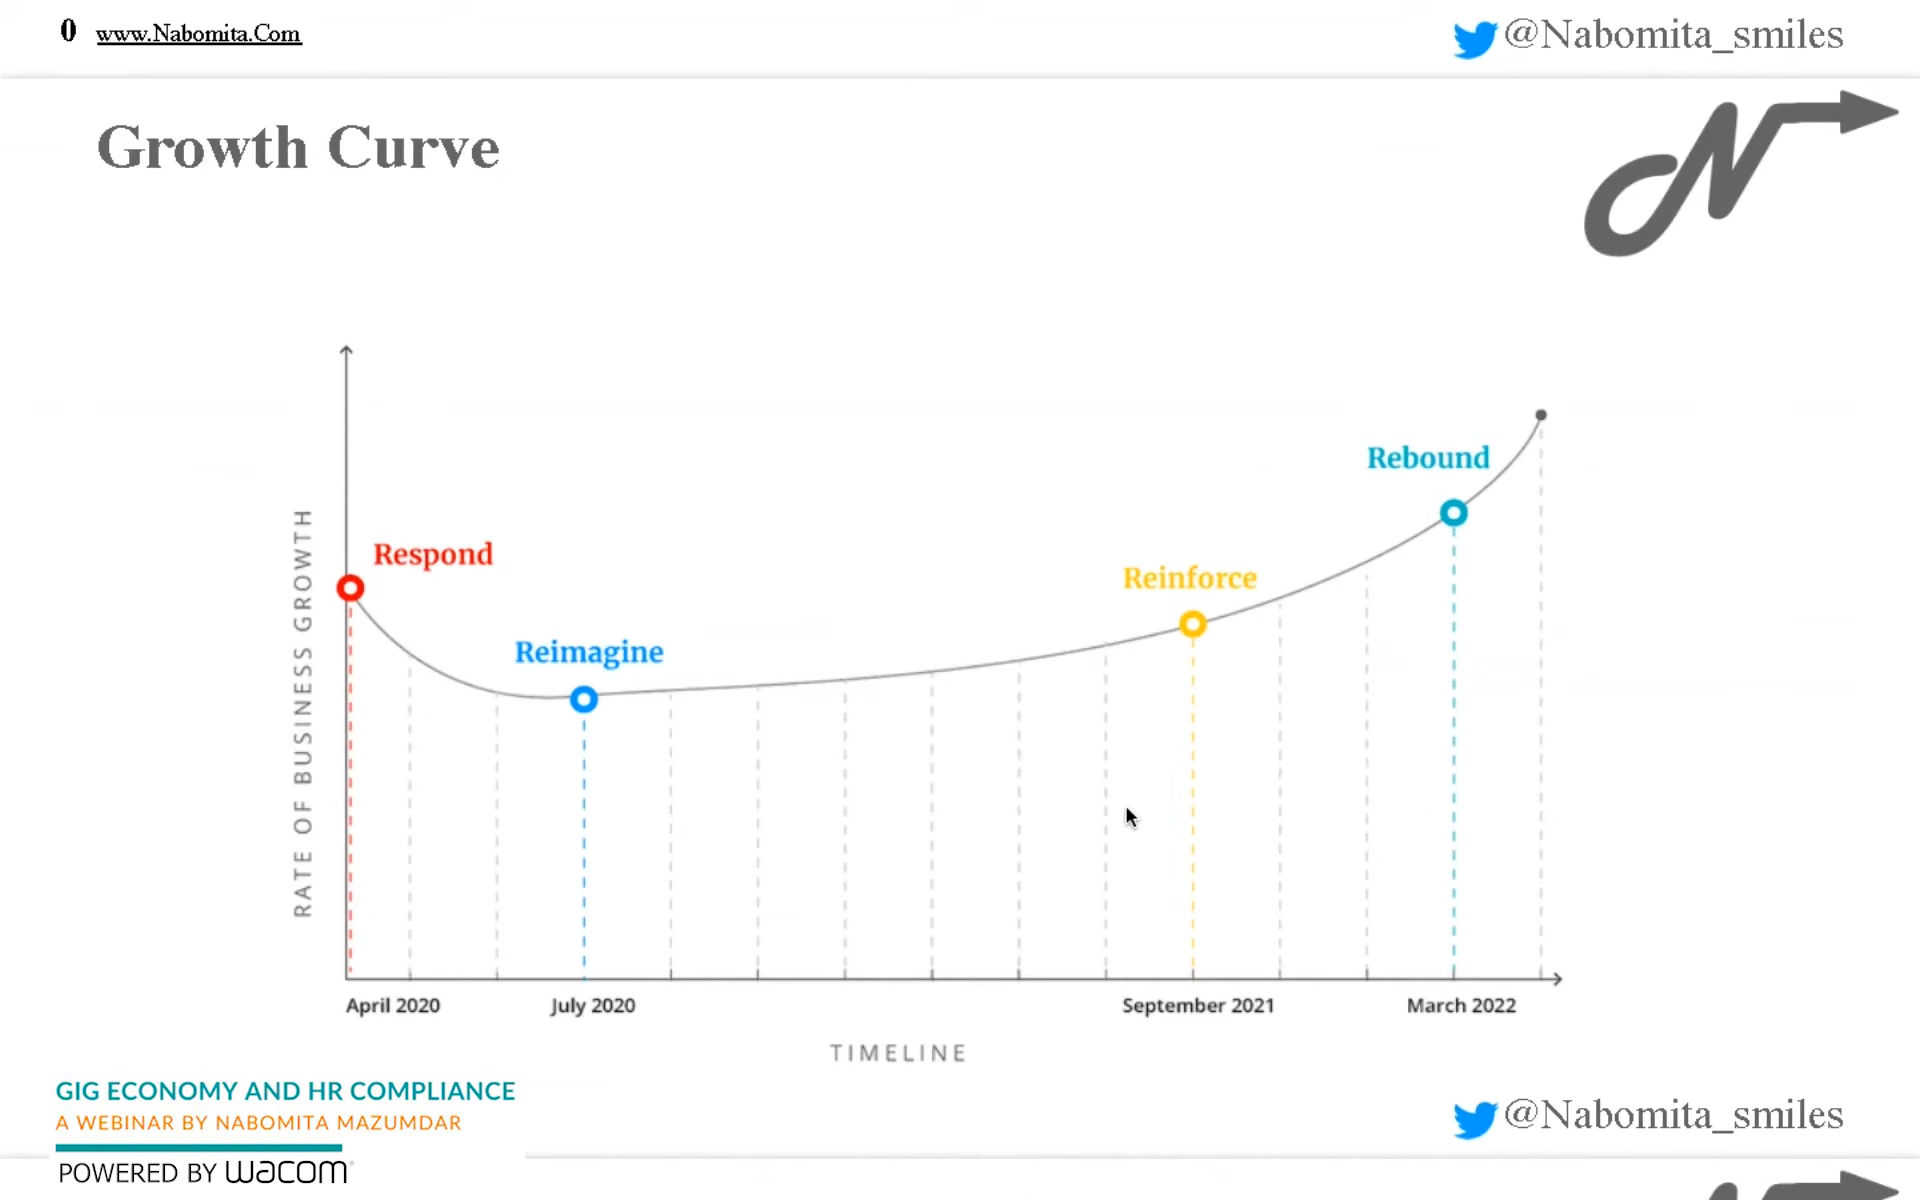 0 www.Nabomita.Com
@Nabomita_smiles
Growth Curve
Rebound
Respond
Reinforce
Reimagine
RATE OF BUSINESS GROWTH
April 2020 July 2020 September 2021 March 2022
TIMELINE
GIG ECONOMY AND HR COMPLIANCE
A WEBINAR BY NABOMITA MAZUMDAR
@Nabomita_smiles
POWERED BY wacom